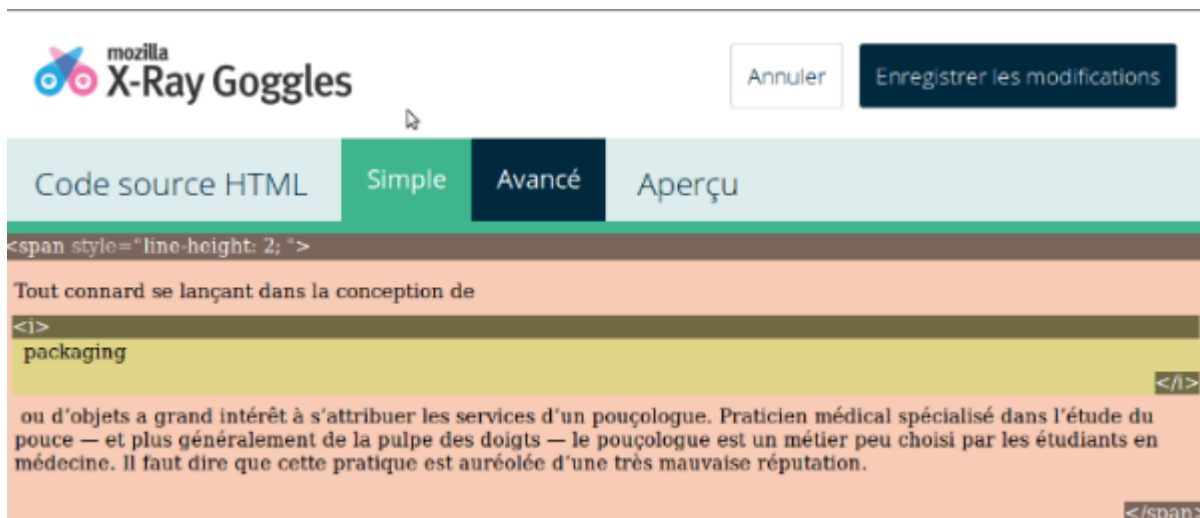 mozilla
X-Ray Goggles
Annuler
Enregistrer les modifications
Code source HTML
Simple
Avancé
Aperçu
<span style="line-height: 2; ">
Tout connard se lançant dans la conception de
<i>
packaging
</i>
ou d'objets a grand intérêt à s'attribuer les services d'un pouçologue. Praticien médical spécialisé dans l'étude du
pouce — et plus généralement de la pulpe des doigts — le pouçologue est un métier peu choisi par les étudiants en
médecine. Il faut dire que cette pratique est auréolée d'une très mauvaise réputation.
</span>